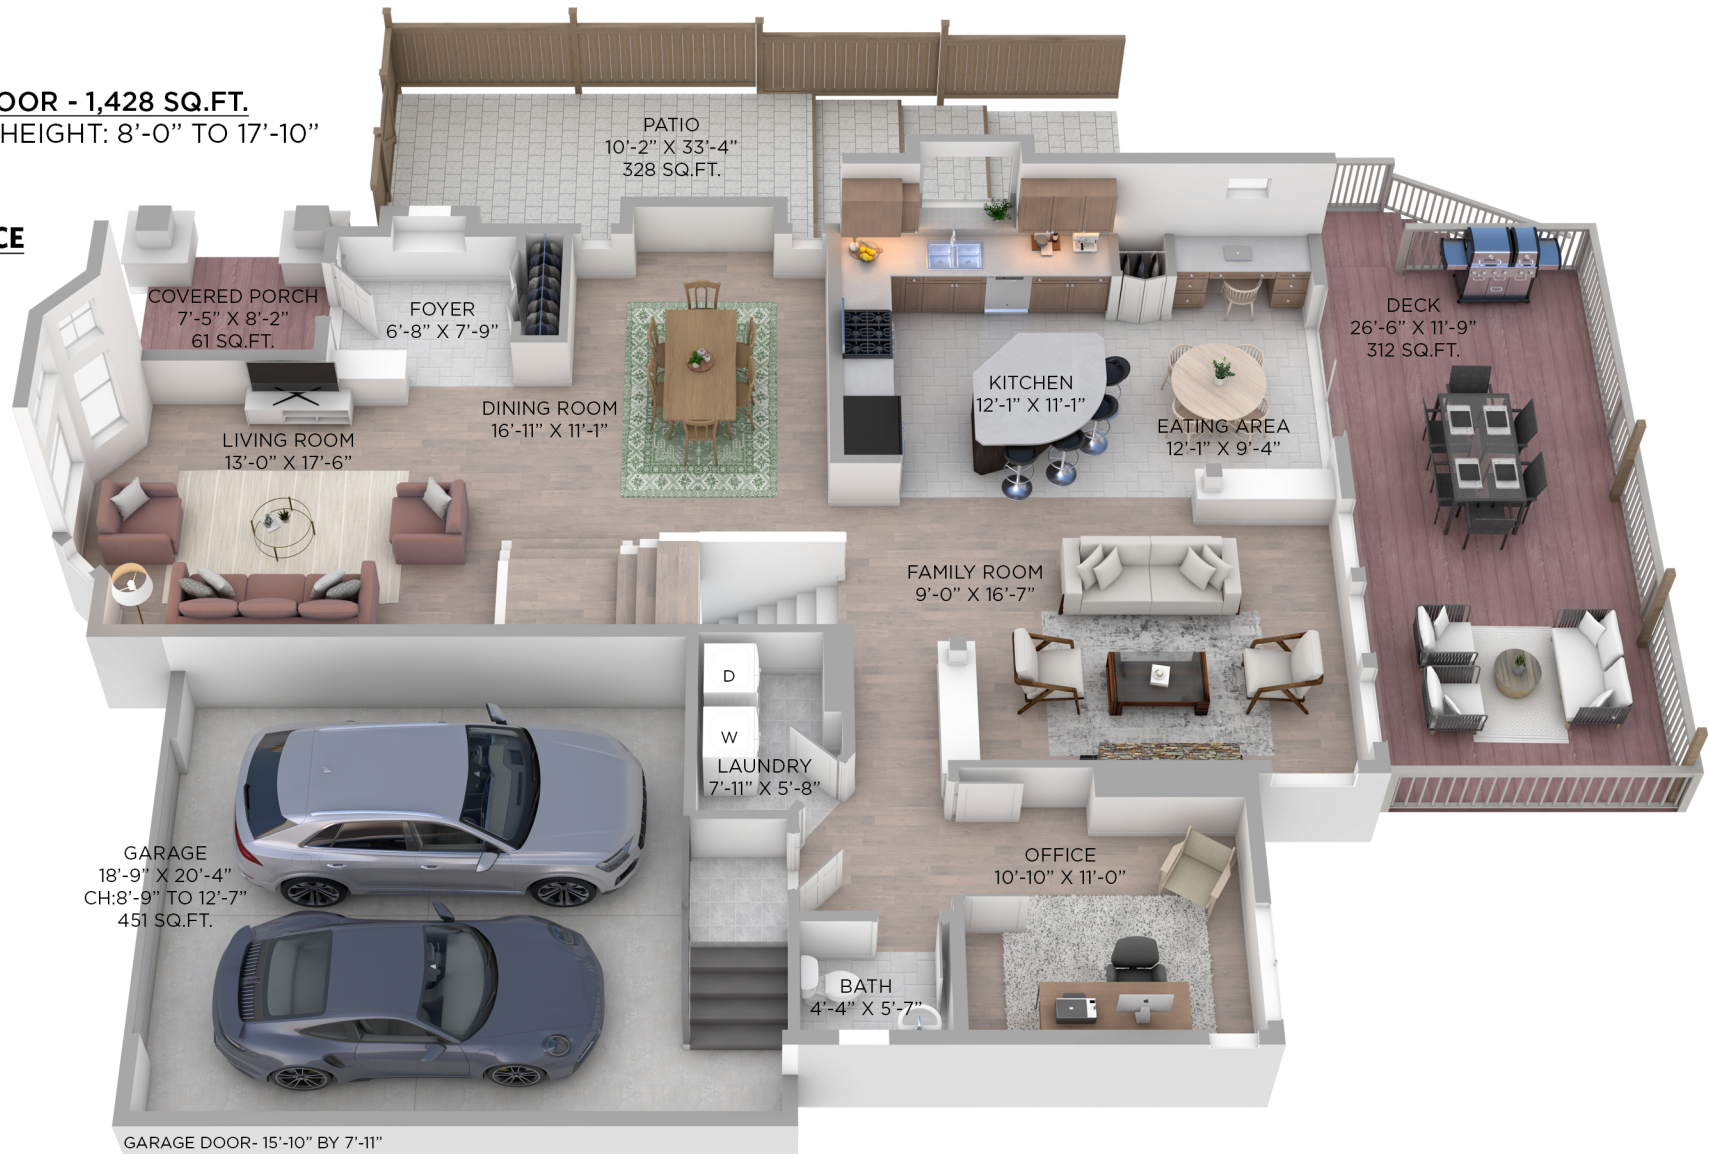 OOR - 1,428 SQ.FT.
HEIGHT: 8'-0” TO 17'-10”
CE
PATIO
10'-2” X 33'-4”
328 SQ.FT.
COVERED PORCH
7'-5” X 8'-2”
61 SQ.FT.
FOYER
6'-8” X 7'-9”
DECK
26'-6” X 11'-9”
312 SQ.FT.
KITCHEN
12'-1” X 11'-1”
DINING ROOM
16'-11” X 11'-1”
EATING AREA
12'-1” X 9'-4”
LIVING ROOM
13'-0” X 17'-6”
FAMILY ROOM
9'-0” X 16'-7”
D
W
LAUNDRY
7'-11” X 5'-8”
GARAGE
18'-9” X 20'-4”
CH:8'-9” TO 12'-7”
451 SQ.FT.
OFFICE
10'-10” X 11'-0”
BATH
4'-4” X 5'-7”
GARAGE DOOR- 15'-10” BY 7'-11”